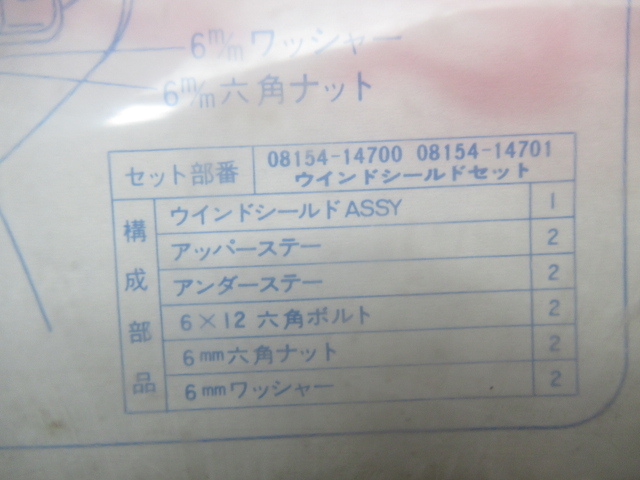 6m/mワッシャー
6m/m六角ナット
セット部番 08154-14700 08154-14701
ウインドシールドセット
構成部品
ウインドシールドASSY 1
アッパーステー 2
アンダーステー 2
6×12 六角ボルト 2
6mm六角ナット 2
6mmワッシャー 2